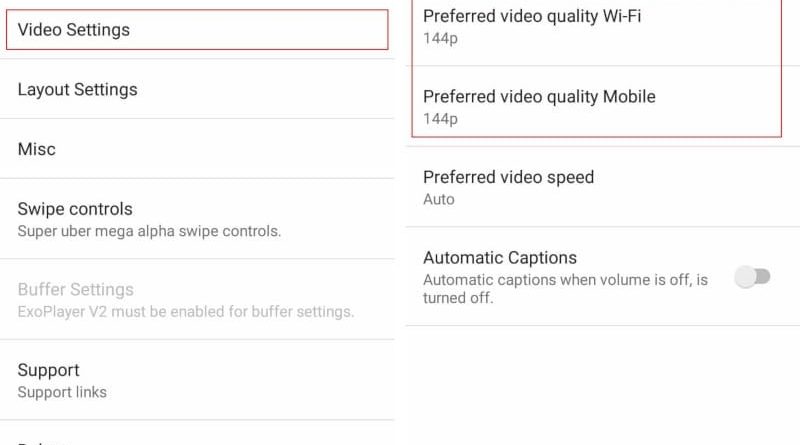 Video Settings
Layout Settings
Misc
Swipe controls
Super uber mega alpha swipe controls.
Buffer Settings
ExoPlayer V2 must be enabled for buffer settings.
Support
Support links
Preferred video quality Wi-Fi
144p
Preferred video quality Mobile
144p
Preferred video speed
Auto
Automatic Captions
Automatic captions when volume is off, is
turned off.